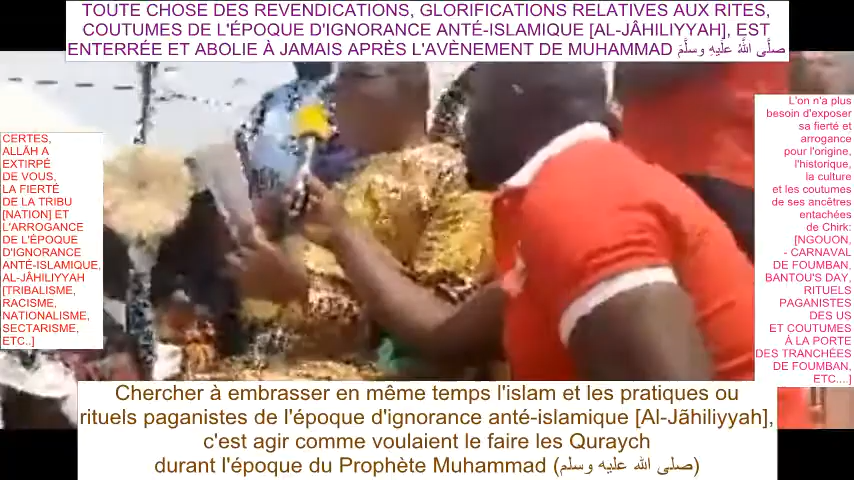 TOUTE CHOSE DES REVENDICATIONS, GLORIFICATIONS RELATIVES AUX RITES,
COUTUMES DE L'ÉPOQUE D'IGNORANCE ANTÉ-ISLAMIQUE [AL-JÂHILIYYAH], EST
ENTERRÉE ET ABOLIE À JAMAIS APRÈS L'AVÈNEMENT DE MUHAMMAD صلَّى اللَّهُ علَيهِ وسلَّمَ
CERTES,
ALLÂH A
EXTIRPÉ
DE VOUS,
LA FIERTÉ
DE LA TRIBU
[NATION] ET
L'ARROGANCE
DE L'ÉPOQUE
D'IGNORANCE
ANTÉ-ISLAMIQUE,
AL-JÂHILIYYAH
[TRIBALISME,
RACISME,
NATIONALISME,
SECTARISME,
ETC..]
L'on n'a plus
besoin d'exposer
sa fierté et
arrogance
pour l'origine,
l'historique,
la culture
et les coutumes
de ses ancêtres
entachées
de Chirk:
[NGOUON,
- CARNAVAL
DE FOUMBAN,
BANTOU'S DAY,
RITUELS
PAGANISTES
DES US
ET COUTUMES
À LA PORTE
DES TRANCHÉES
DE FOUMBAN,
ETC....]
Chercher à embrasser en même temps l'islam et les pratiques ou
rituels paganistes de l'époque d'ignorance anté-islamique [Al-Jãhiliyyah],
c'est agir comme voulaient le faire les Quraych
durant l'époque du Prophète Muhammad (صلى الله عليه وسلم)